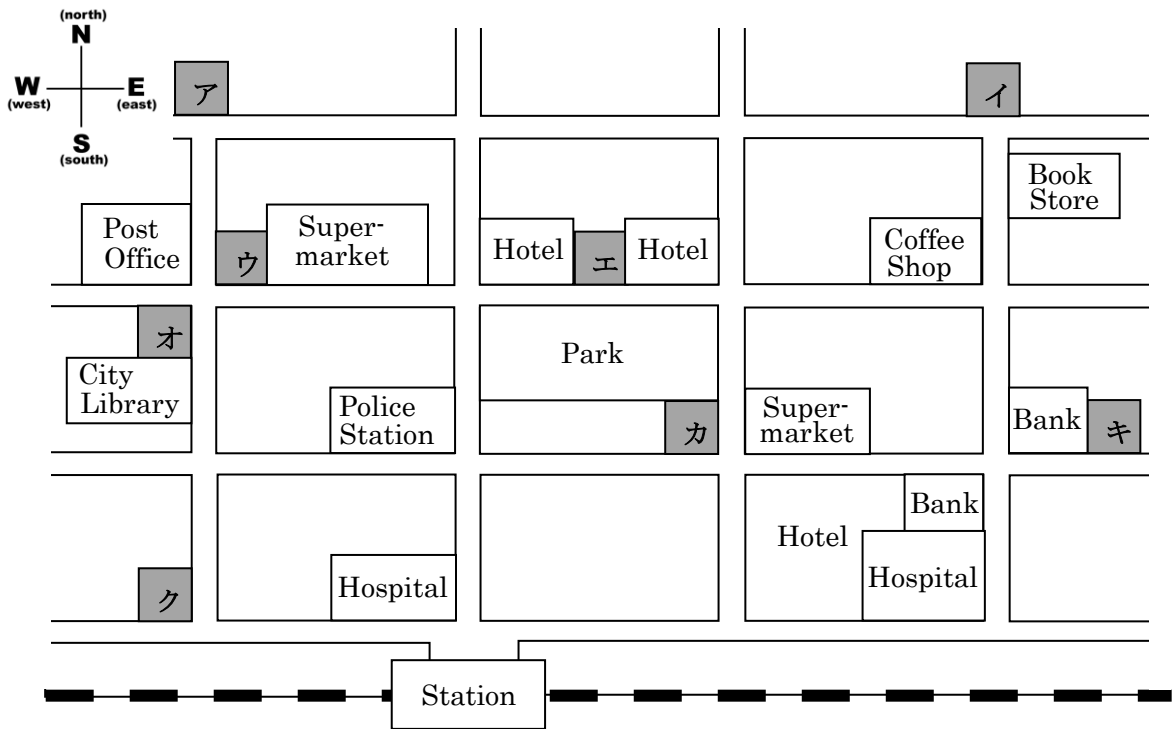 (north)
N
W
(west)
E
(east)
S
(south)
ア
イ
Post
Office
ウ
Super-
market
Hotel
エ
Hotel
Coffee
Shop
Book
Store
オ
City
Library
Police
Station
Park
カ
Super-
market
Bank
キ
ク
Hospital
Hotel
Bank
Hospital
Station